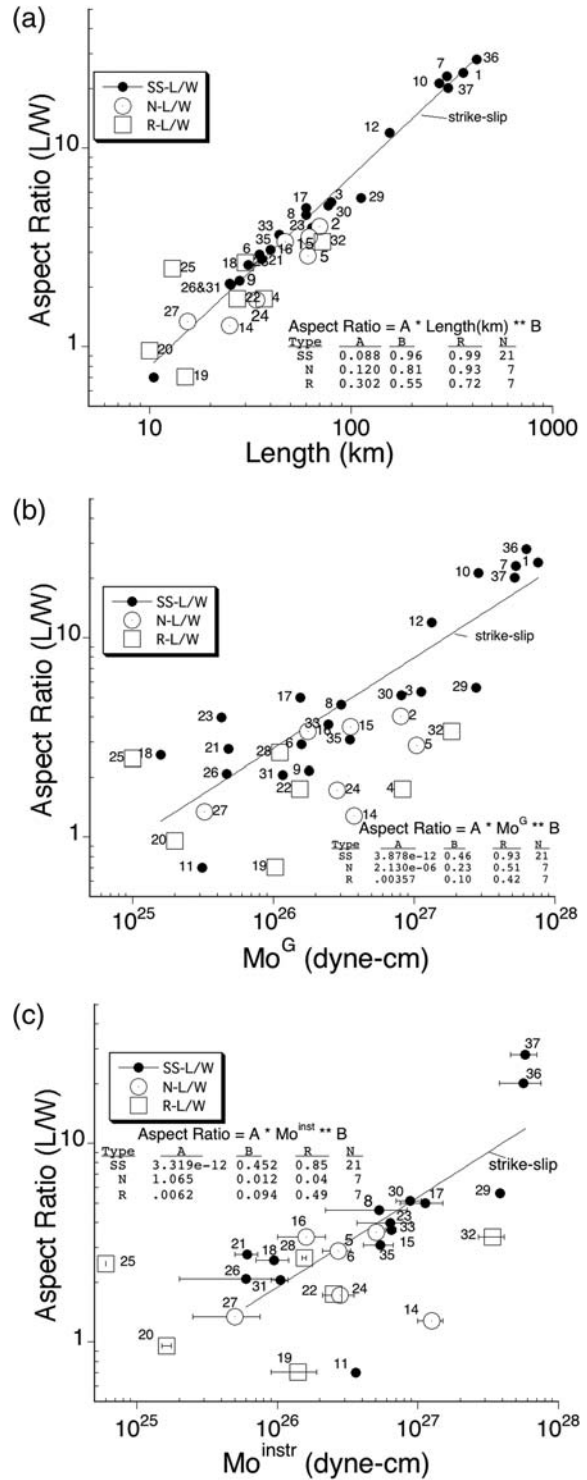 (a)
SS-L/W
N-L/W
R-L/W
Aspect Ratio (L/W)
10
1
36
7
1
10
37
strike-slip
12
17
3
29
8
30
33
23
2
35
6
16
15
32
18
21
5
25
9
26&31
22
4
24
27
14
20
19
Aspect Ratio = A * Length(km) ** B
Type A B R N
SS 0.088 0.96 0.99 21
N 0.120 0.81 0.93 7
R 0.302 0.55 0.72 7
10 100 1000
Length (km)
(b)
SS-L/W
N-L/W
R-L/W
Aspect Ratio (L/W)
10
1
36
7
1
10
37
strike-slip
12
17
8
30
3
29
23
2
33
16
15
32
21
6
35
5
28
25
18
26
31
9
22
24
4
27
14
20
11
19
Aspect Ratio = A * Mo^G ** B
Type A B R N
SS 3.878e-12 0.46 0.93 21
N 2.130e-06 0.23 0.51 7
R .00357 0.10 0.42 7
10^25 10^26 10^27 10^28
Mo^G (dyne-cm)
(c)
SS-L/W
N-L/W
R-L/W
Aspect Ratio (L/W)
10
1
Aspect Ratio = A * Mo^inst ** B
Type A B R N
SS 3.319e-12 0.452 0.85 21
N 1.065 0.012 0.04 7
R .0062 0.094 0.49 7
37
36
strike-slip
30
17
29
8
23
16
33
5
15
32
21
18
28
6
35
25
26
31
22
24
27
14
20
19
11
10^25 10^26 10^27 10^28
Mo^instr (dyne-cm)